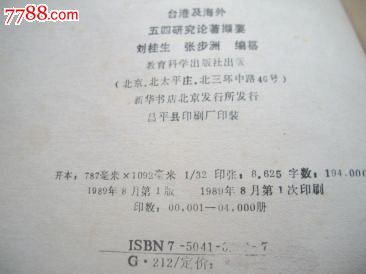 7788.com
台港及海外
五四研究论著撷要
刘桂生 张步洲 编纂
教育科学出版社出版
(北京.北太平庄.北三环中路46号)
新华书店北京发行所发行
昌平县印刷厂印装
开本:787毫米×1092毫米 1/32 印张:8.625 字数:194.000
1989年8月第1版 1989年8月第1次印刷
印数:00.001—04.000册
ISBN 7-5041- -7
G·212/定价: